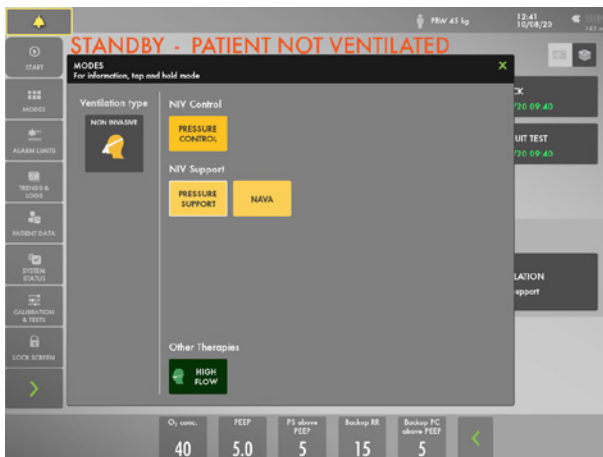 PBW 45 kg
12:41
10/08/20
STANDBY - PATIENT NOT VENTILATED
START
MODES
For information, tap and hold mode
X
Ventilation type
NIV Control
CK
/20 09:40
MODES
NON INVASIVE
PRESSURE
CONTROL
ALARM LIMITS
UIT TEST
/20 09:40
NIV Support
TRENDS &
LOGS
PRESSURE
SUPPORT
NAVA
PATIENT DATA
SYSTEM
STATUS
LATION
upport
CALIBRATION
& TESTS
LOCK SCREEN
Other Therapies
HIGH
FLOW
O₂ conc.
PEEP
PS above
PEEP
Backup RR
Backup PC
above PEEP
40
5.0
5
15
5